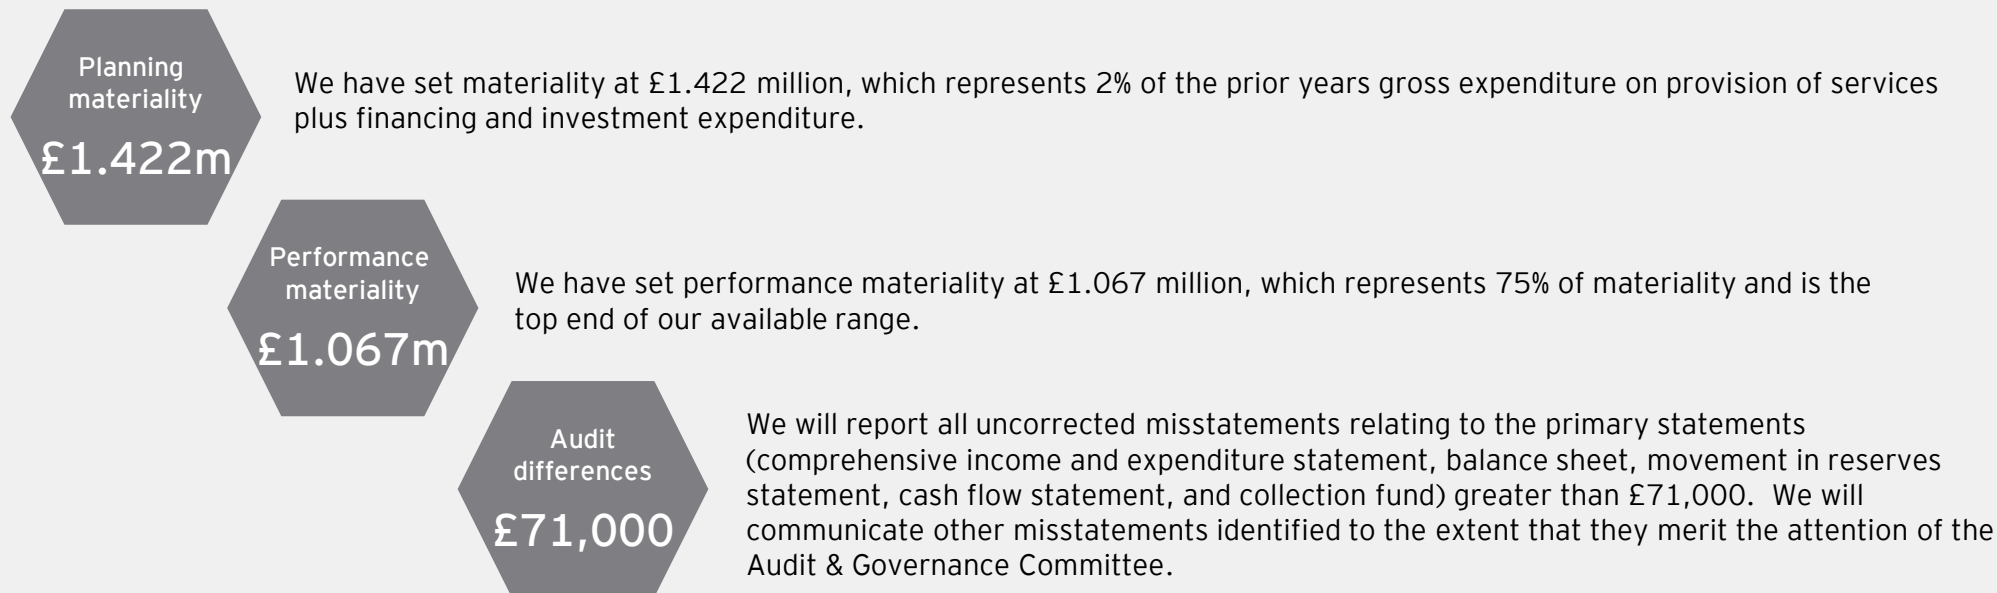 Planning
materiality
£1.422m
We have set materiality at £1.422 million, which represents 2% of the prior years gross expenditure on provision of services
plus financing and investment expenditure.
Performance
materiality
£1.067m
We have set performance materiality at £1.067 million, which represents 75% of materiality and is the
top end of our available range.
Audit
differences
£71,000
We will report all uncorrected misstatements relating to the primary statements
(comprehensive income and expenditure statement, balance sheet, movement in reserves
statement, cash flow statement, and collection fund) greater than £71,000.  We will
communicate other misstatements identified to the extent that they merit the attention of the
Audit & Governance Committee.